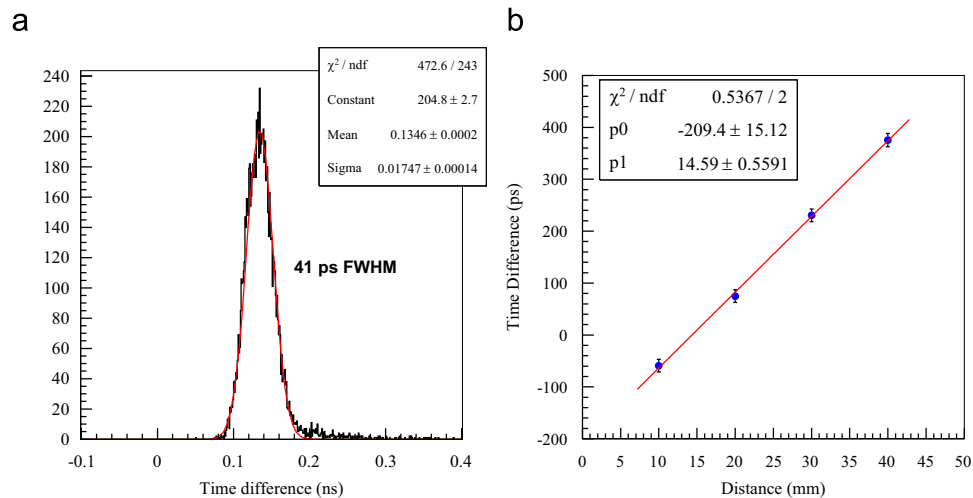 a
χ² / ndf 472.6 / 243
Constant 204.8 ± 2.7
Mean 0.1346 ± 0.0002
Sigma 0.01747 ± 0.00014
240
220
200
180
160
140
120
100
80
60
40
20
0
41 ps FWHM
-0.1 0 0.1 0.2 0.3 0.4
Time difference (ns)
b
χ² / ndf 0.5367 / 2
p0 -209.4 ± 15.12
p1 14.59 ± 0.5591
Time Difference (ps)
500
400
300
200
100
0
-100
-200
0 5 10 15 20 25 30 35 40 45 50
Distance (mm)